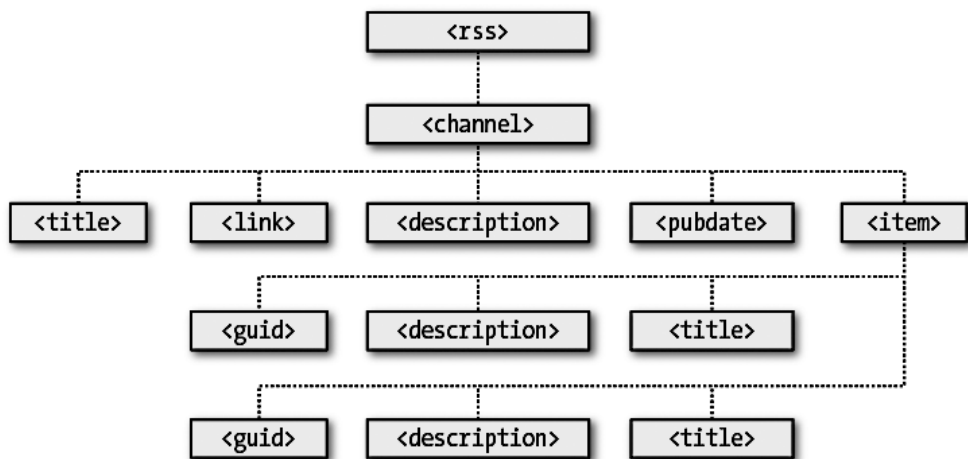 <rss>
<channel>
<title> <link> <description> <pubdate> <item>
<guid> <description> <title>
<guid> <description> <title>